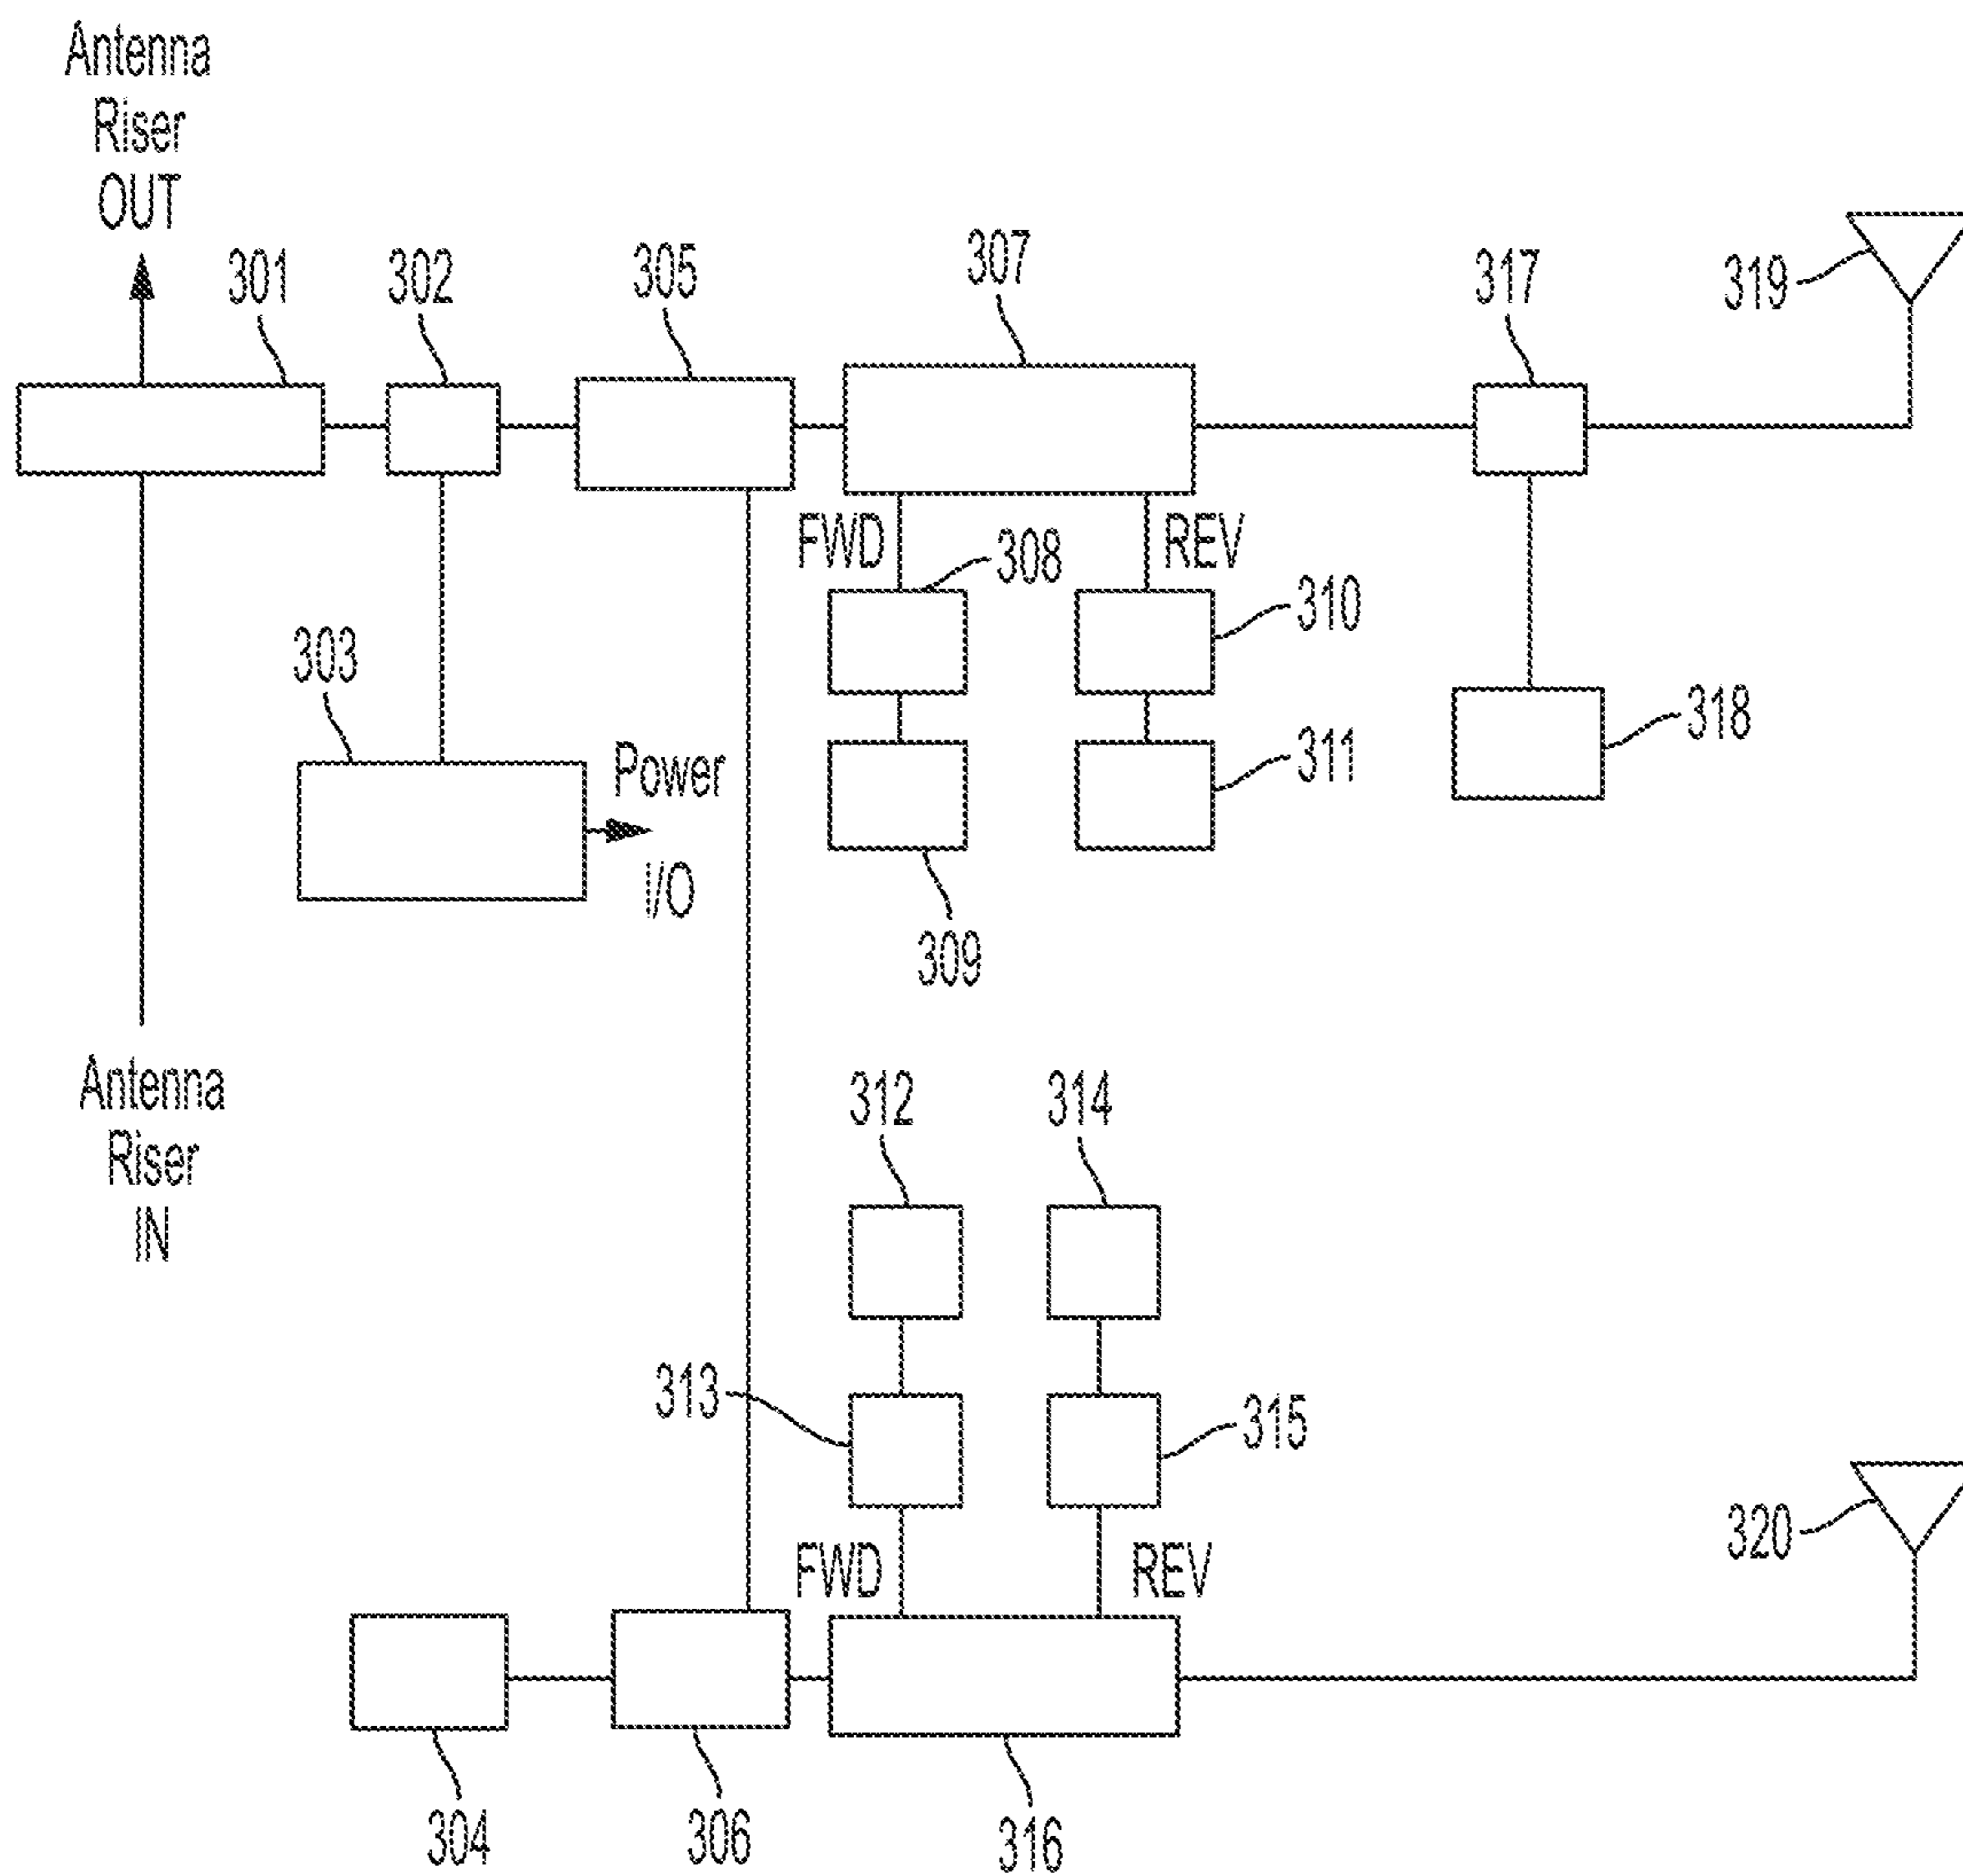 Antenna
Riser
OUT
301
302
305
307
317
319
FWD
REV
308
310
303
318
Power
311
I/O
309
Antenna
Riser
IN
312
314
313
315
320
FWD
REV
304
306
316